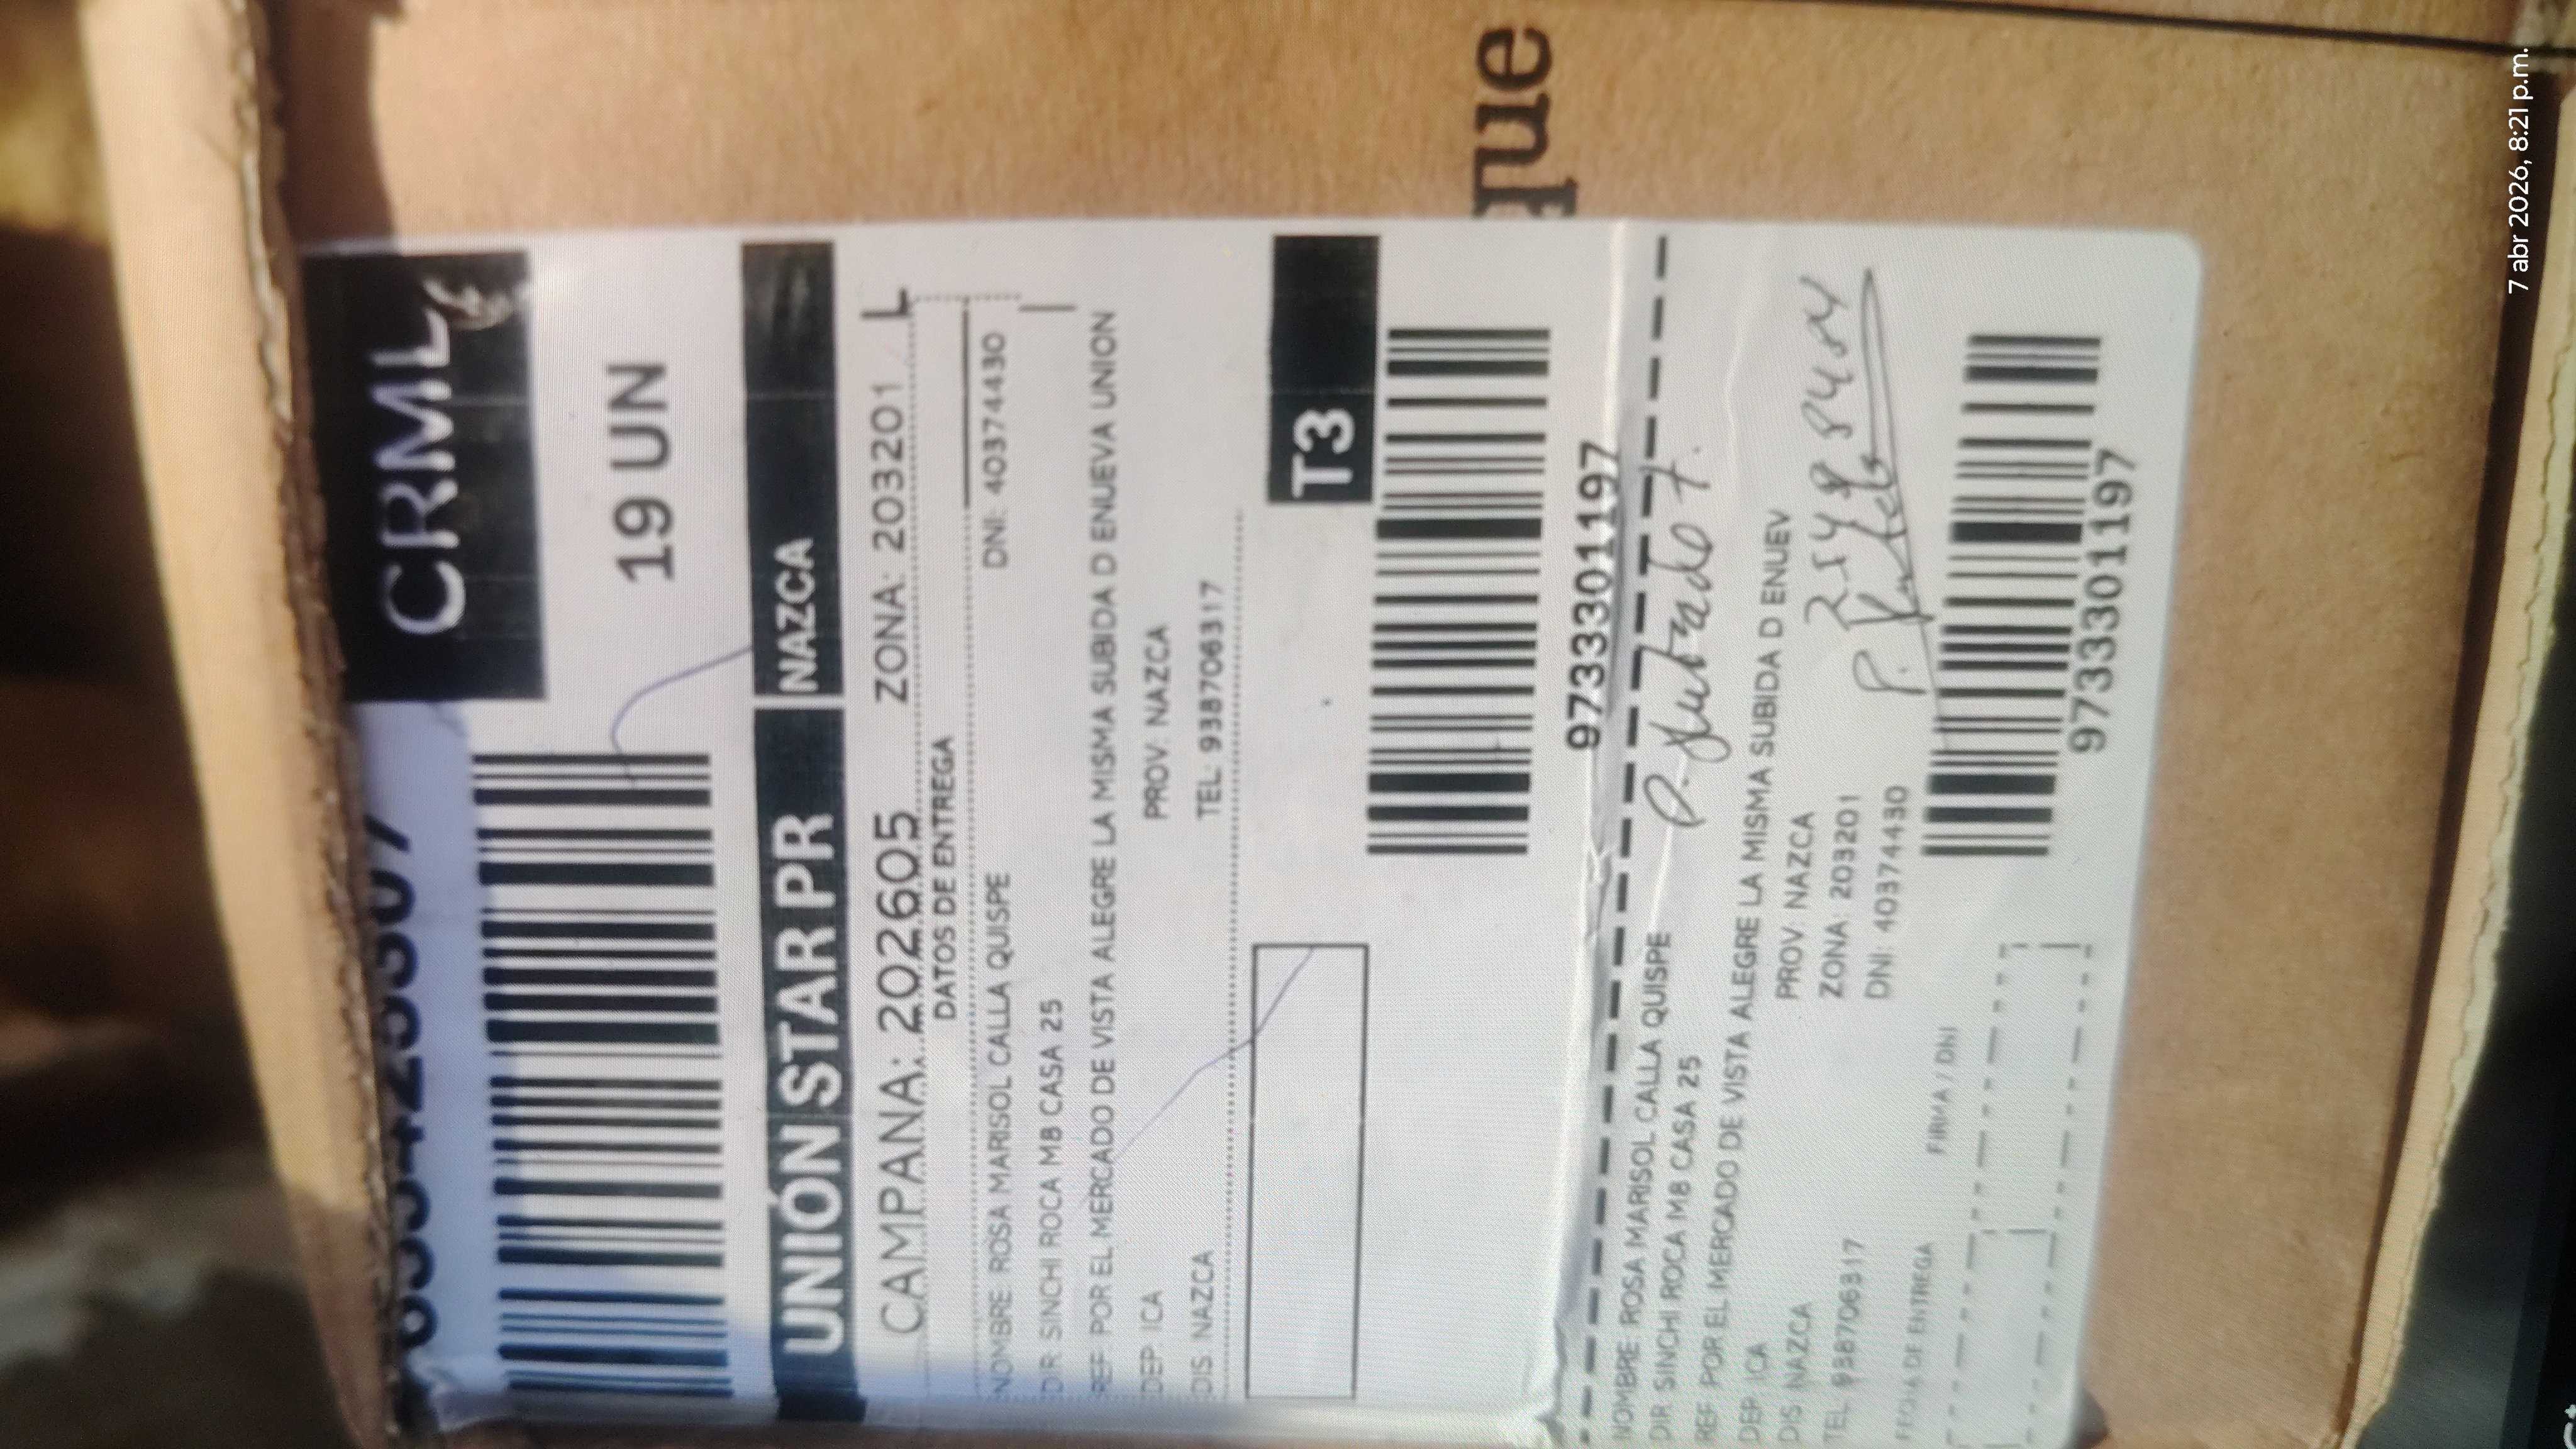 CRML
19 UN
UNIÓN STAR PR NAZCA
CAMPANA: 202605 ZONA: 203201 L
DATOS DE ENTREGA
NOMBRE: ROSA MARISOL CALLA QUISPE DNI: 40374430
DIR: SINCHI ROCA M8 CASA 25
REF: POR EL MERCADO DE VISTA ALEGRE LA MISMA SUBIDA D ENUEVA UNION
DEP: ICA PROV: NAZCA
DIS: NAZCA TEL: 938706317
T3
9733301197
NOMBRE: ROSA MARISOL CALLA QUISPE
DIR: SINCHI ROCA M8 CASA 25
REF: POR EL MERCADO DE VISTA ALEGRE LA MISMA SUBIDA D ENUEV
DEP: ICA PROV: NAZCA
DIS: NAZCA ZONA: 203201
TEL: 938706317 DNI: 40374430
FECHA DE ENTREGA FIRMA / DNI
9733301197
que
7 abr 2026, 8:21 p.m.